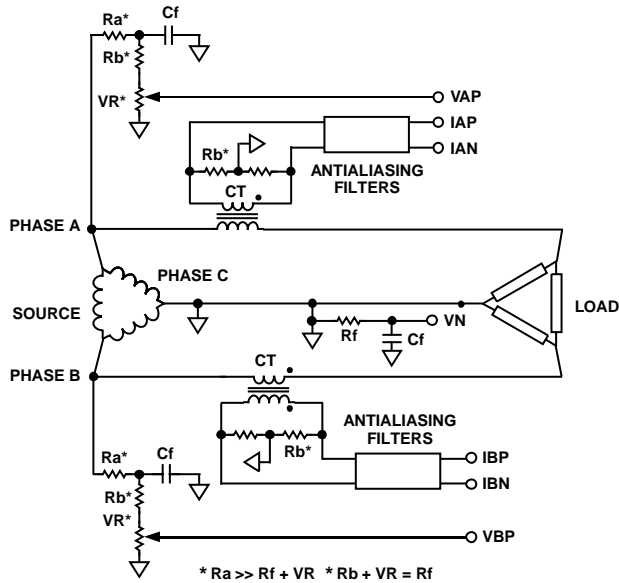 Ra*
Cf
Rb*
VR*
VAP
IAP
IAN
Rb*
ANTIALIASING
FILTERS
CT
PHASE A
PHASE C
SOURCE
LOAD
VN
Rf
Cf
PHASE B
CT
ANTIALIASING
FILTERS
Rb*
Ra*
Cf
IBP
IBN
Rb*
VR*
VBP
* Ra >> Rf + VR * Rb + VR = Rf